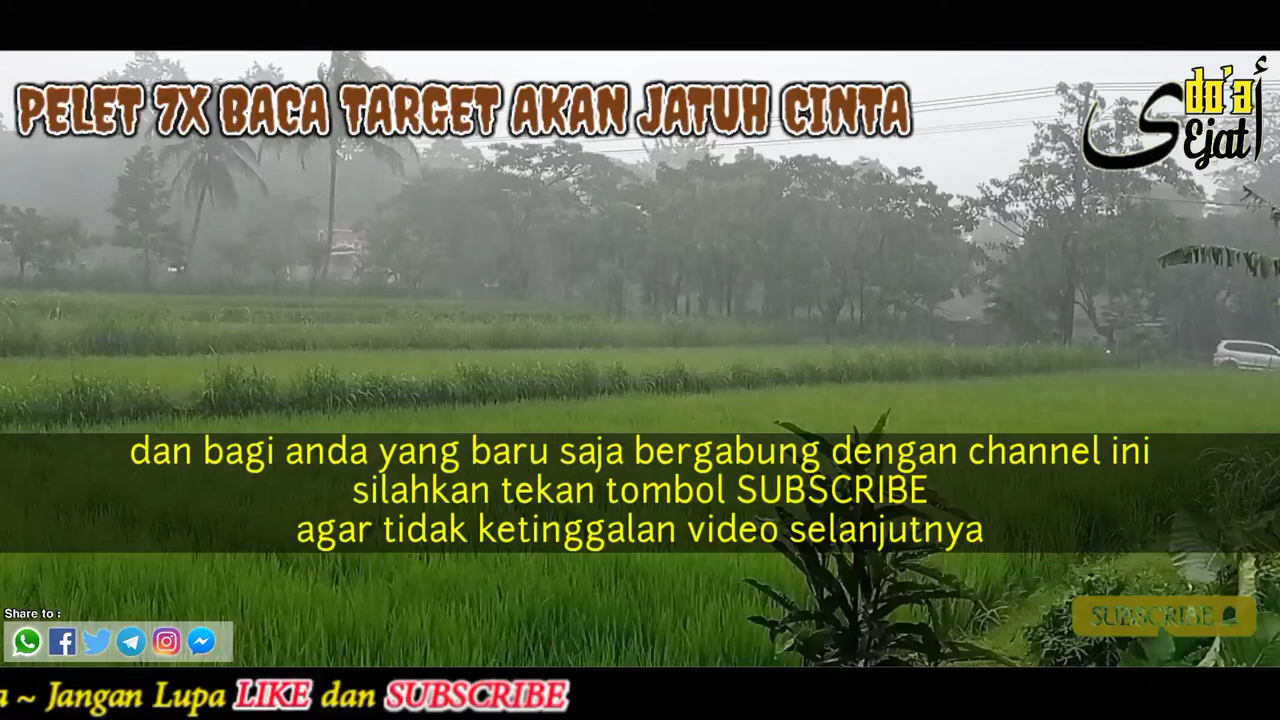 PELET 7X BACA TARGET AKAN JATUH CINTA
do'a
Ejati
dan bagi anda yang baru saja bergabung dengan channel ini
silahkan tekan tombol SUBSCRIBE
agar tidak ketinggalan video selanjutnya
SUBSCRIBE
Share to :
a ~ Jangan Lupa LIKE dan SUBSCRIBE